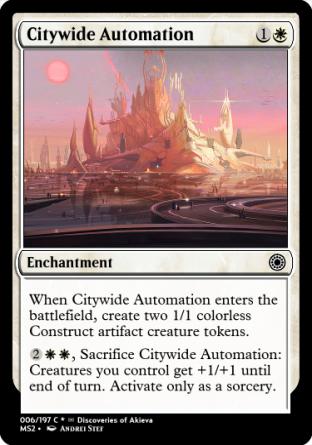 Citywide Automation 1
Enchantment
When Citywide Automation enters the
battlefield, create two 1/1 colorless
Construct artifact creature tokens.
2, Sacrifice Citywide Automation:
Creatures you control get +1/+1 until
end of turn. Activate only as a sorcery.
006/197 C * ∞ Discoveries of Akieva
MS2 • Andrei Stef